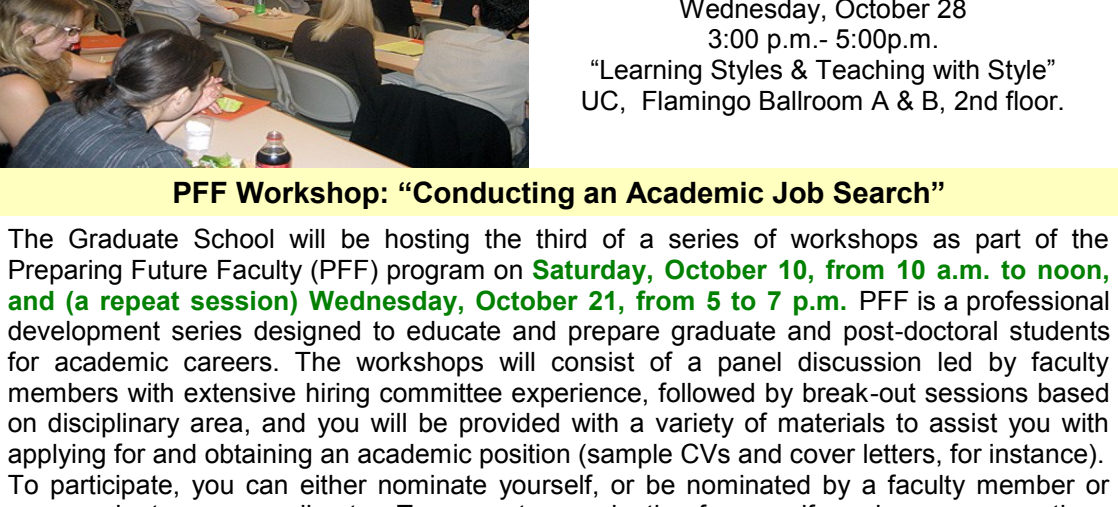 Wednesday, October 28
3:00 p.m.- 5:00p.m.
“Learning Styles & Teaching with Style”
UC, Flamingo Ballroom A & B, 2nd floor.
PFF Workshop: “Conducting an Academic Job Search”
The Graduate School will be hosting the third of a series of workshops as part of the
Preparing Future Faculty (PFF) program on Saturday, October 10, from 10 a.m. to noon,
and (a repeat session) Wednesday, October 21, from 5 to 7 p.m. PFF is a professional
development series designed to educate and prepare graduate and post-doctoral students
for academic careers. The workshops will consist of a panel discussion led by faculty
members with extensive hiring committee experience, followed by break-out sessions based
on disciplinary area, and you will be provided with a variety of materials to assist you with
applying for and obtaining an academic position (sample CVs and cover letters, for instance).
To participate, you can either nominate yourself, or be nominated by a faculty member or